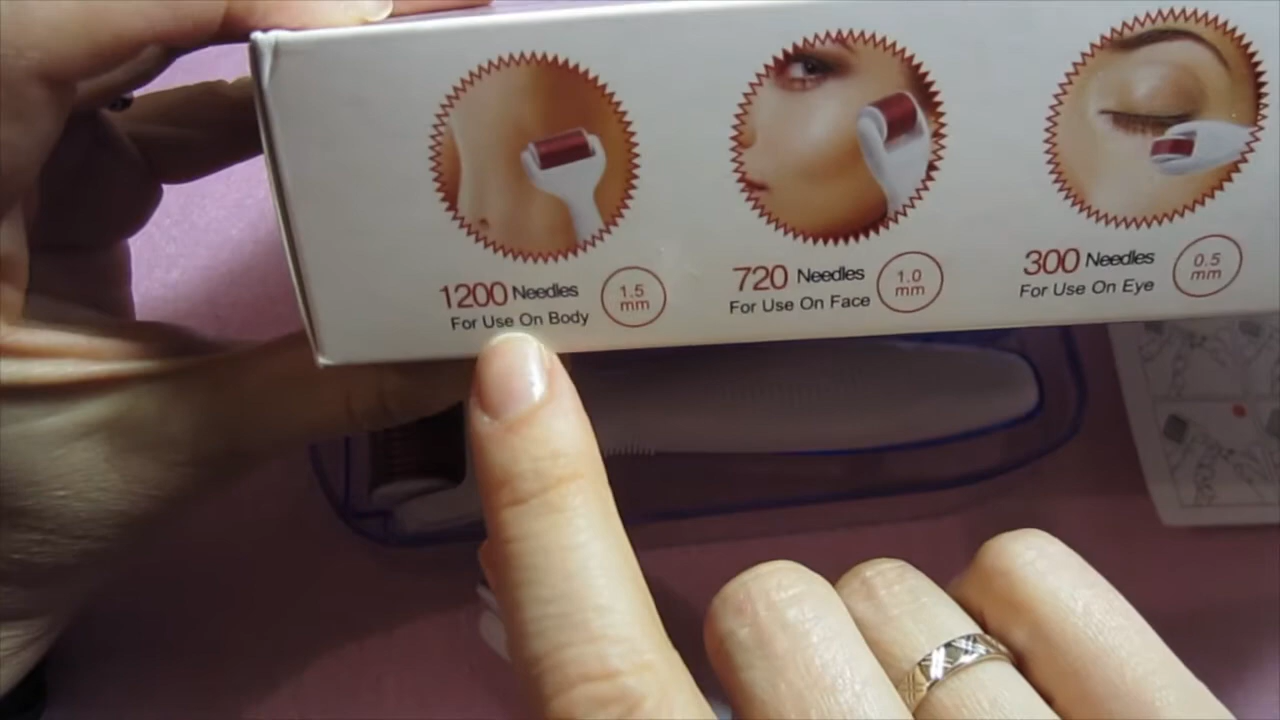 1200 Needles
For Use On Body
1.5
mm
720 Needles
For Use On Face
1.0
mm
300 Needles
For Use On Eye
0.5
mm